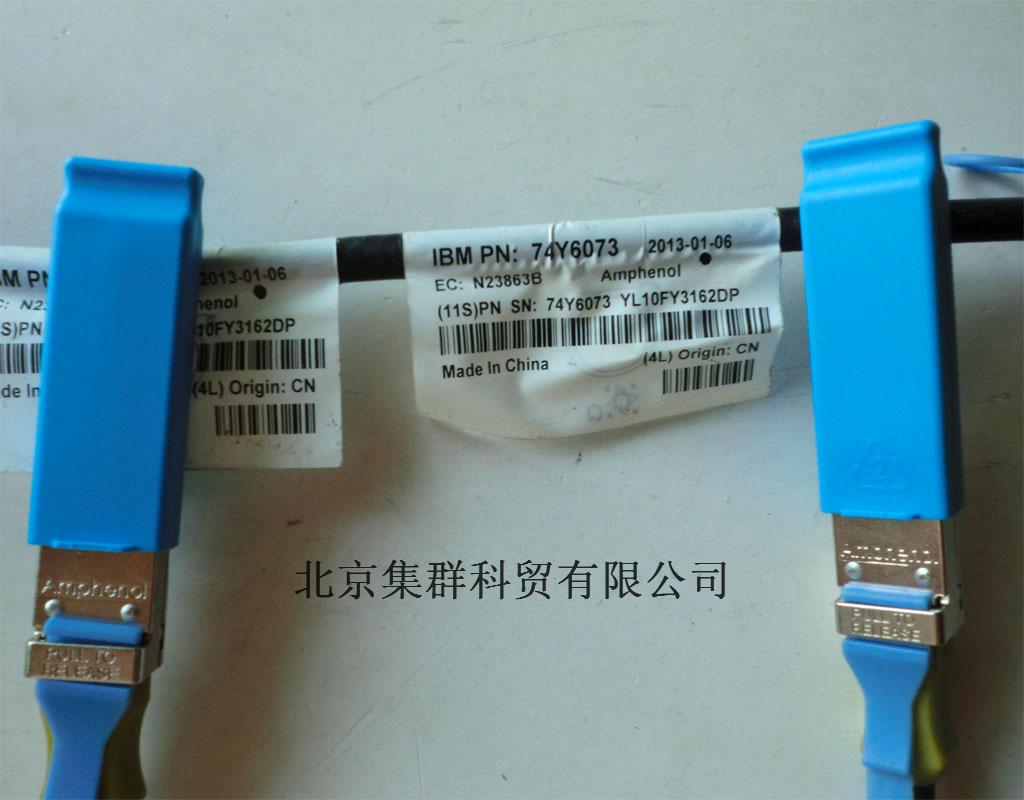 IBM PN: 74Y6073 2013-01-06
EC: N23863B Amphenol
(11S)PN SN: 74Y6073 YL10FY3162DP
Made In China (4L) Origin: CN
2013-01-06
10FY3162DP
(4L) Origin: CN
北京集群科贸有限公司
Amphenol
PULL TO
RELEASE
Amphenol
PULL TO
RELEASE